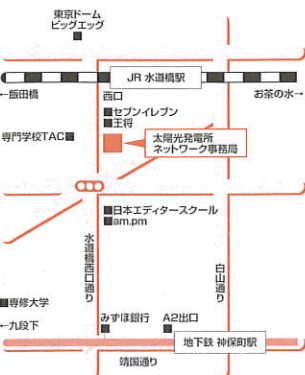 東京ドーム
ビッグエッグ
JR 水道橋駅
←飯田橋
西口
お茶の水→
セブンイレブン
王将
専門学校TAC
太陽光発電所
ネットワーク事務局
日本エディタースクール
am.pm
水道橋西口通り
白山通り
専修大学
←九段下
みずほ銀行
A2出口
地下鉄 神保町駅
靖国通り